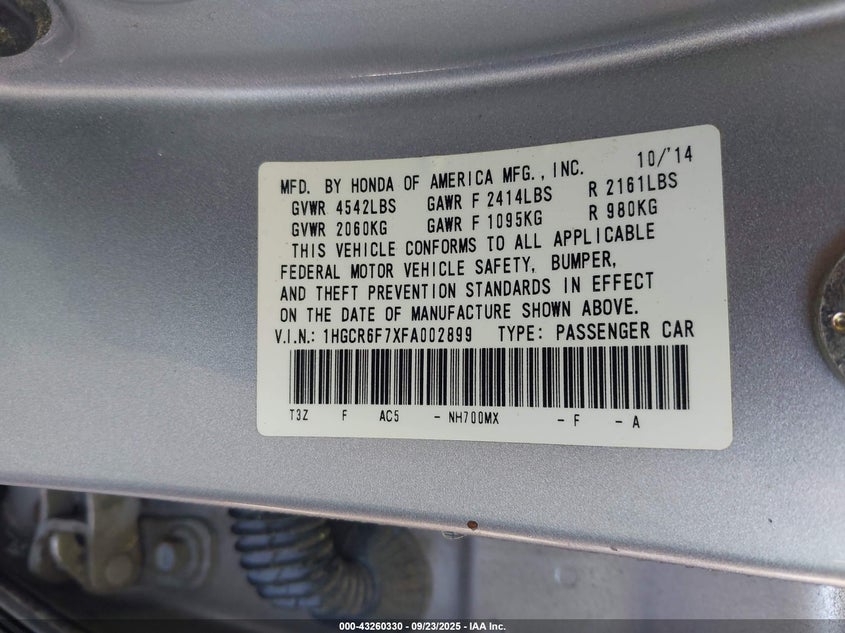 MFD. BY HONDA OF AMERICA MFG., INC. 10/'14
GVWR 4542LBS GAWR F 2414LBS R 2161LBS
GVWR 2060KG GAWR F 1095KG R 980KG
THIS VEHICLE CONFORMS TO ALL APPLICABLE
FEDERAL MOTOR VEHICLE SAFETY, BUMPER,
AND THEFT PREVENTION STANDARDS IN EFFECT
ON THE DATE OF MANUFACTURE SHOWN ABOVE.
V.I.N.: 1HGCR6F7XFA002899 TYPE: PASSENGER CAR
T3Z F AC5 - NH700MX - F - A
000-43260330 - 09/23/2025 - IAA Inc.